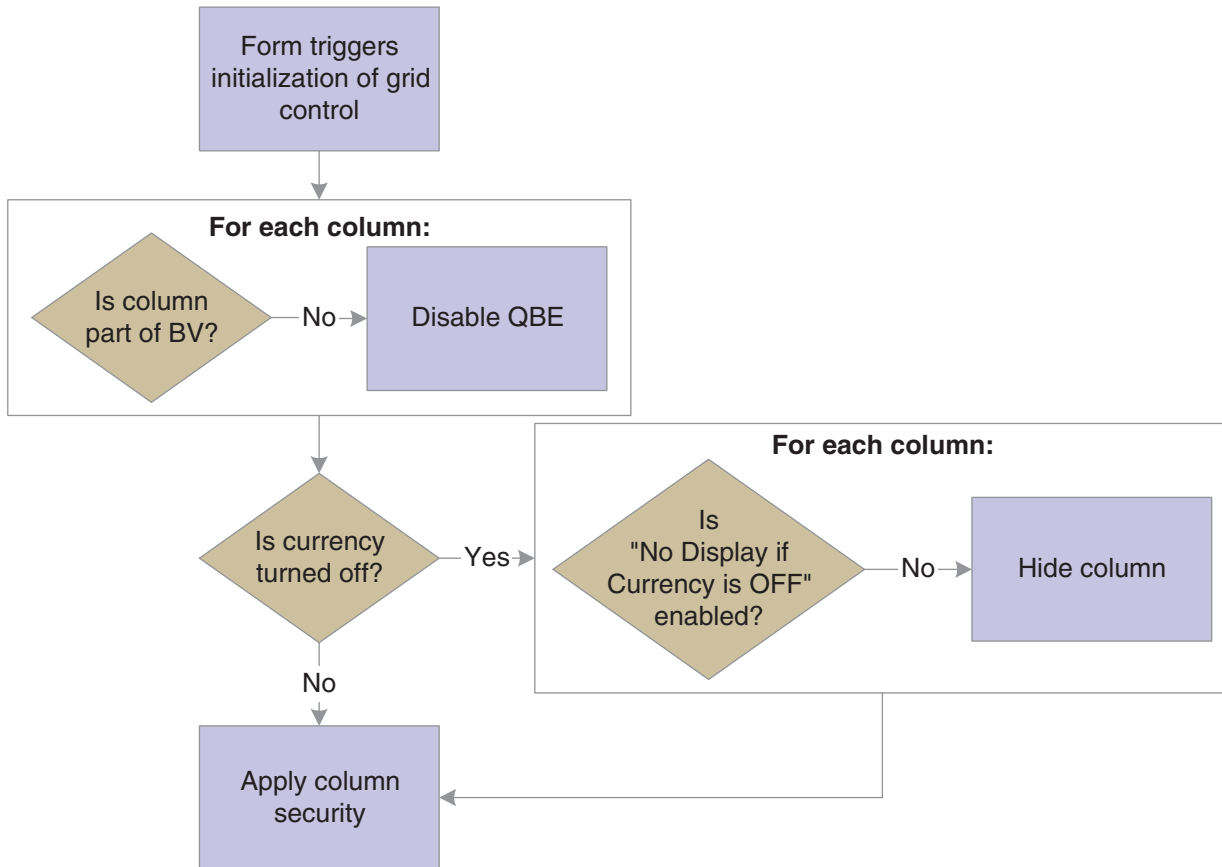 Form triggers
initialization of grid
control
For each column:
Is column
part of BV?
No
Disable QBE
Is currency
turned off?
Yes
For each column:
Is
"No Display if
Currency is OFF"
enabled?
No
Hide column
No
Apply column
security